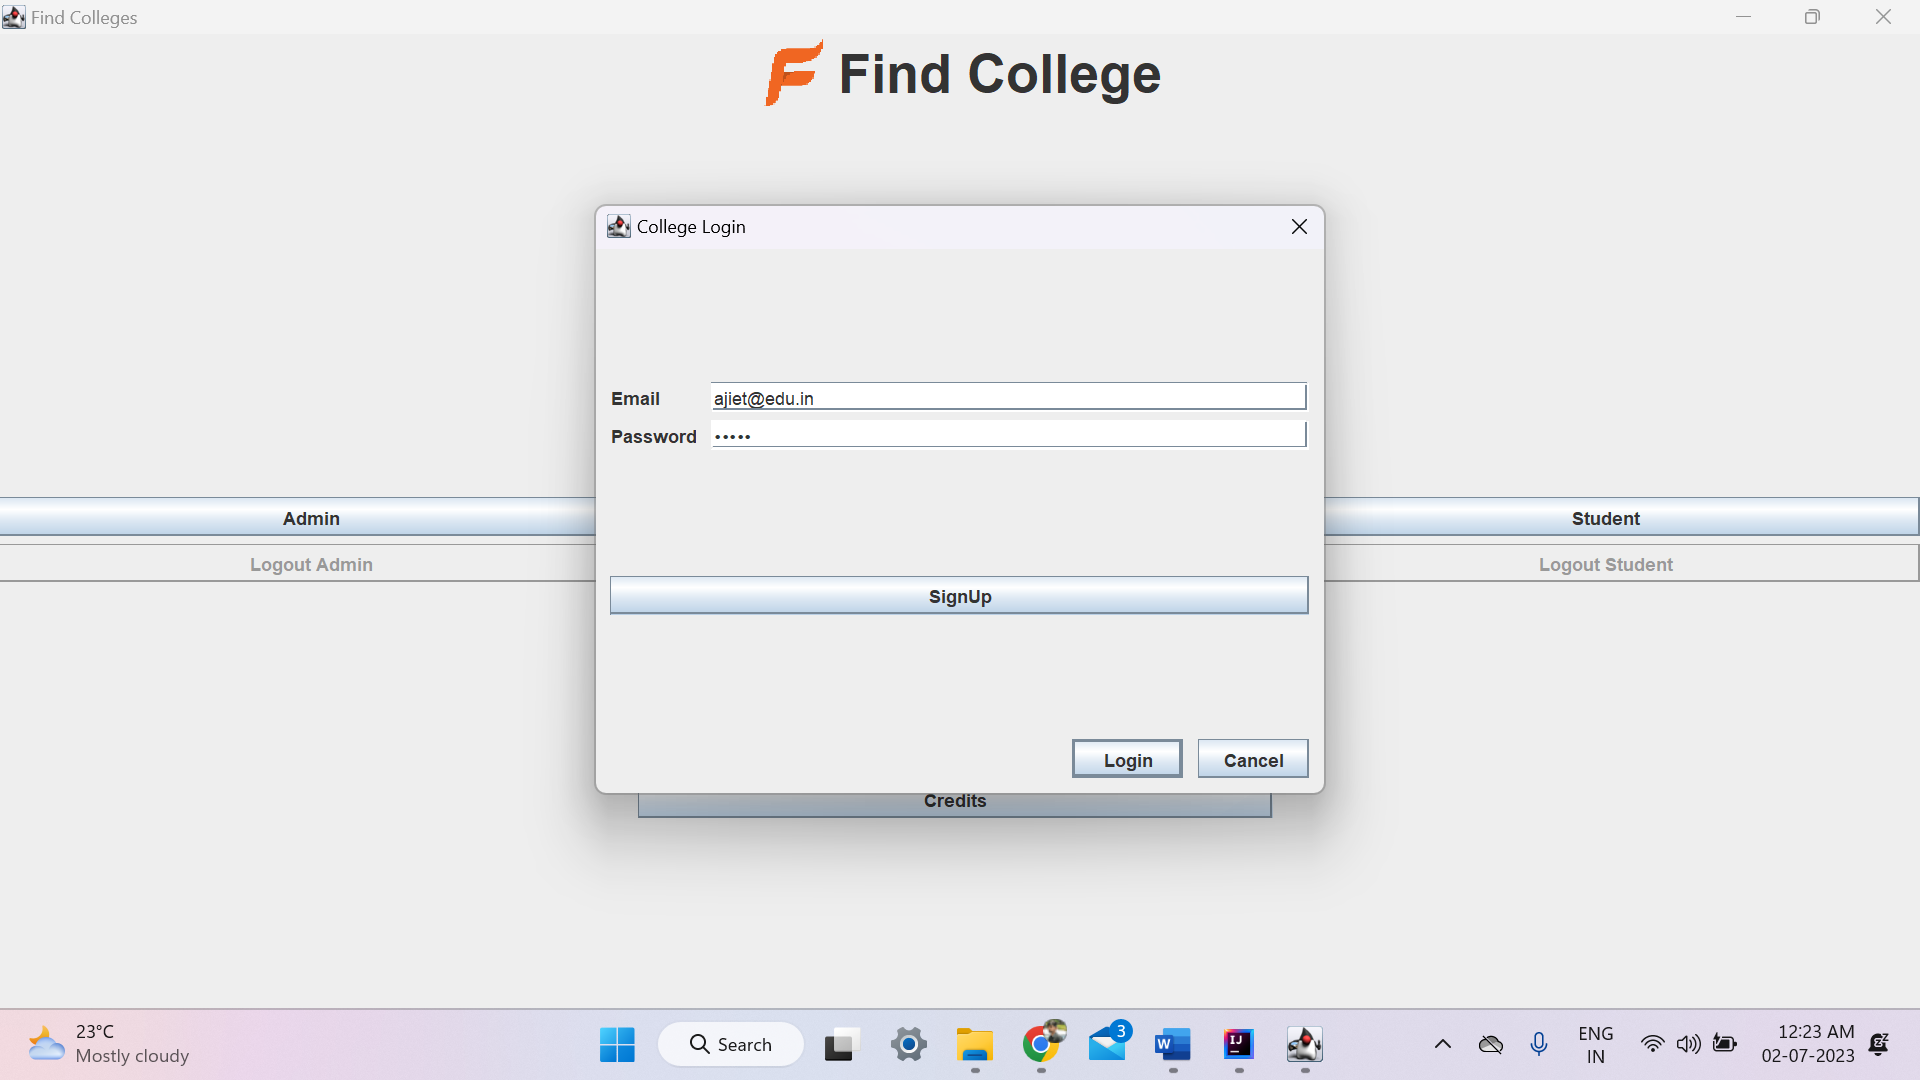 Find Colleges
Find College
College Login
Email ajiet@edu.in
Password •••••
Admin
Student
Logout Admin
Logout Student
SignUp
Login Cancel
Credits
23°C
Mostly cloudy
Search
3
W
IJ
ENG
IN
12:23 AM
02-07-2023